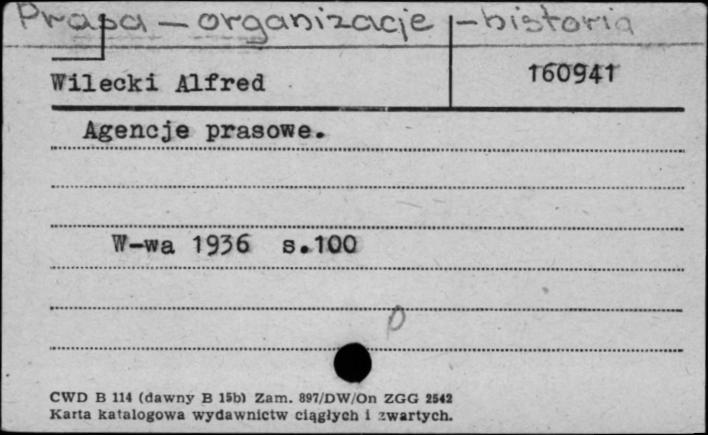 Prasa – organizacje – historia
Wilecki Alfred 160941
Agencje prasowe.
W-wa 1936 s.100
CWD B 114 (dawny B 15b) Zam. 897/DW/On ZGG 2542
Karta katalogowa wydawnictw ciągłych i zwartych.